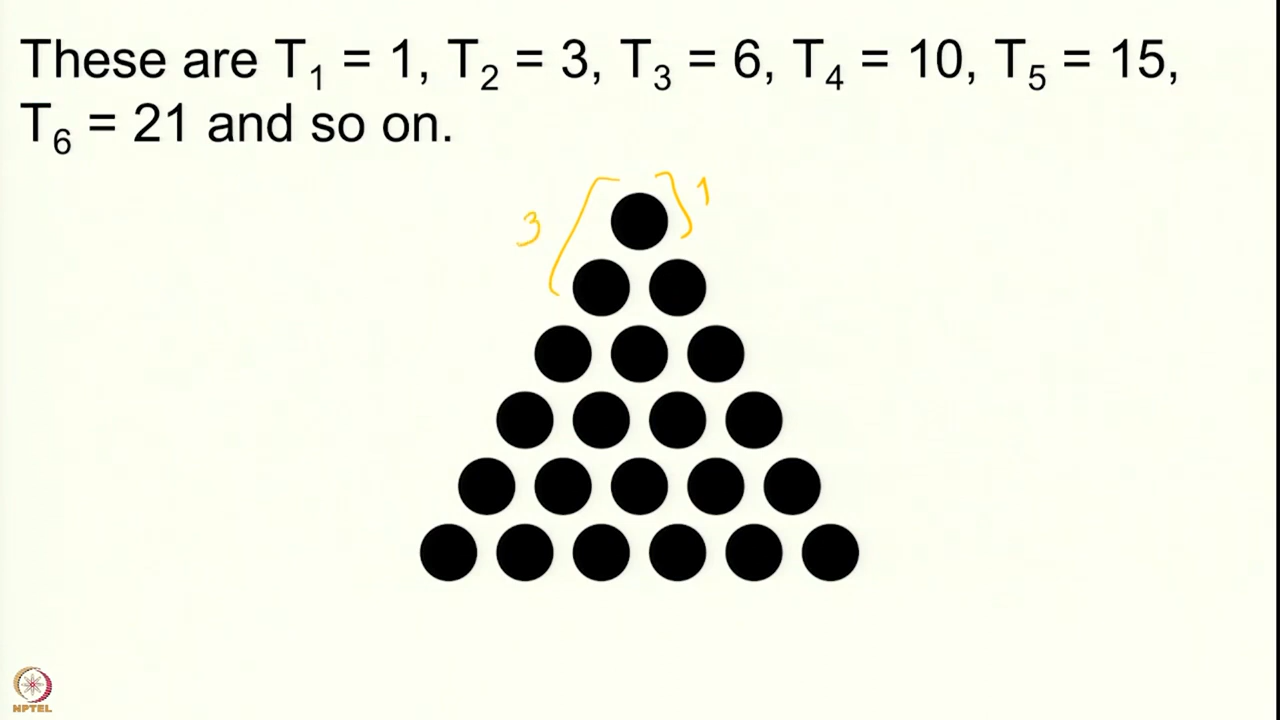 These are T₁ = 1, T₂ = 3, T₃ = 6, T₄ = 10, T₅ = 15,
T₆ = 21 and so on.
3
1
NPTEL